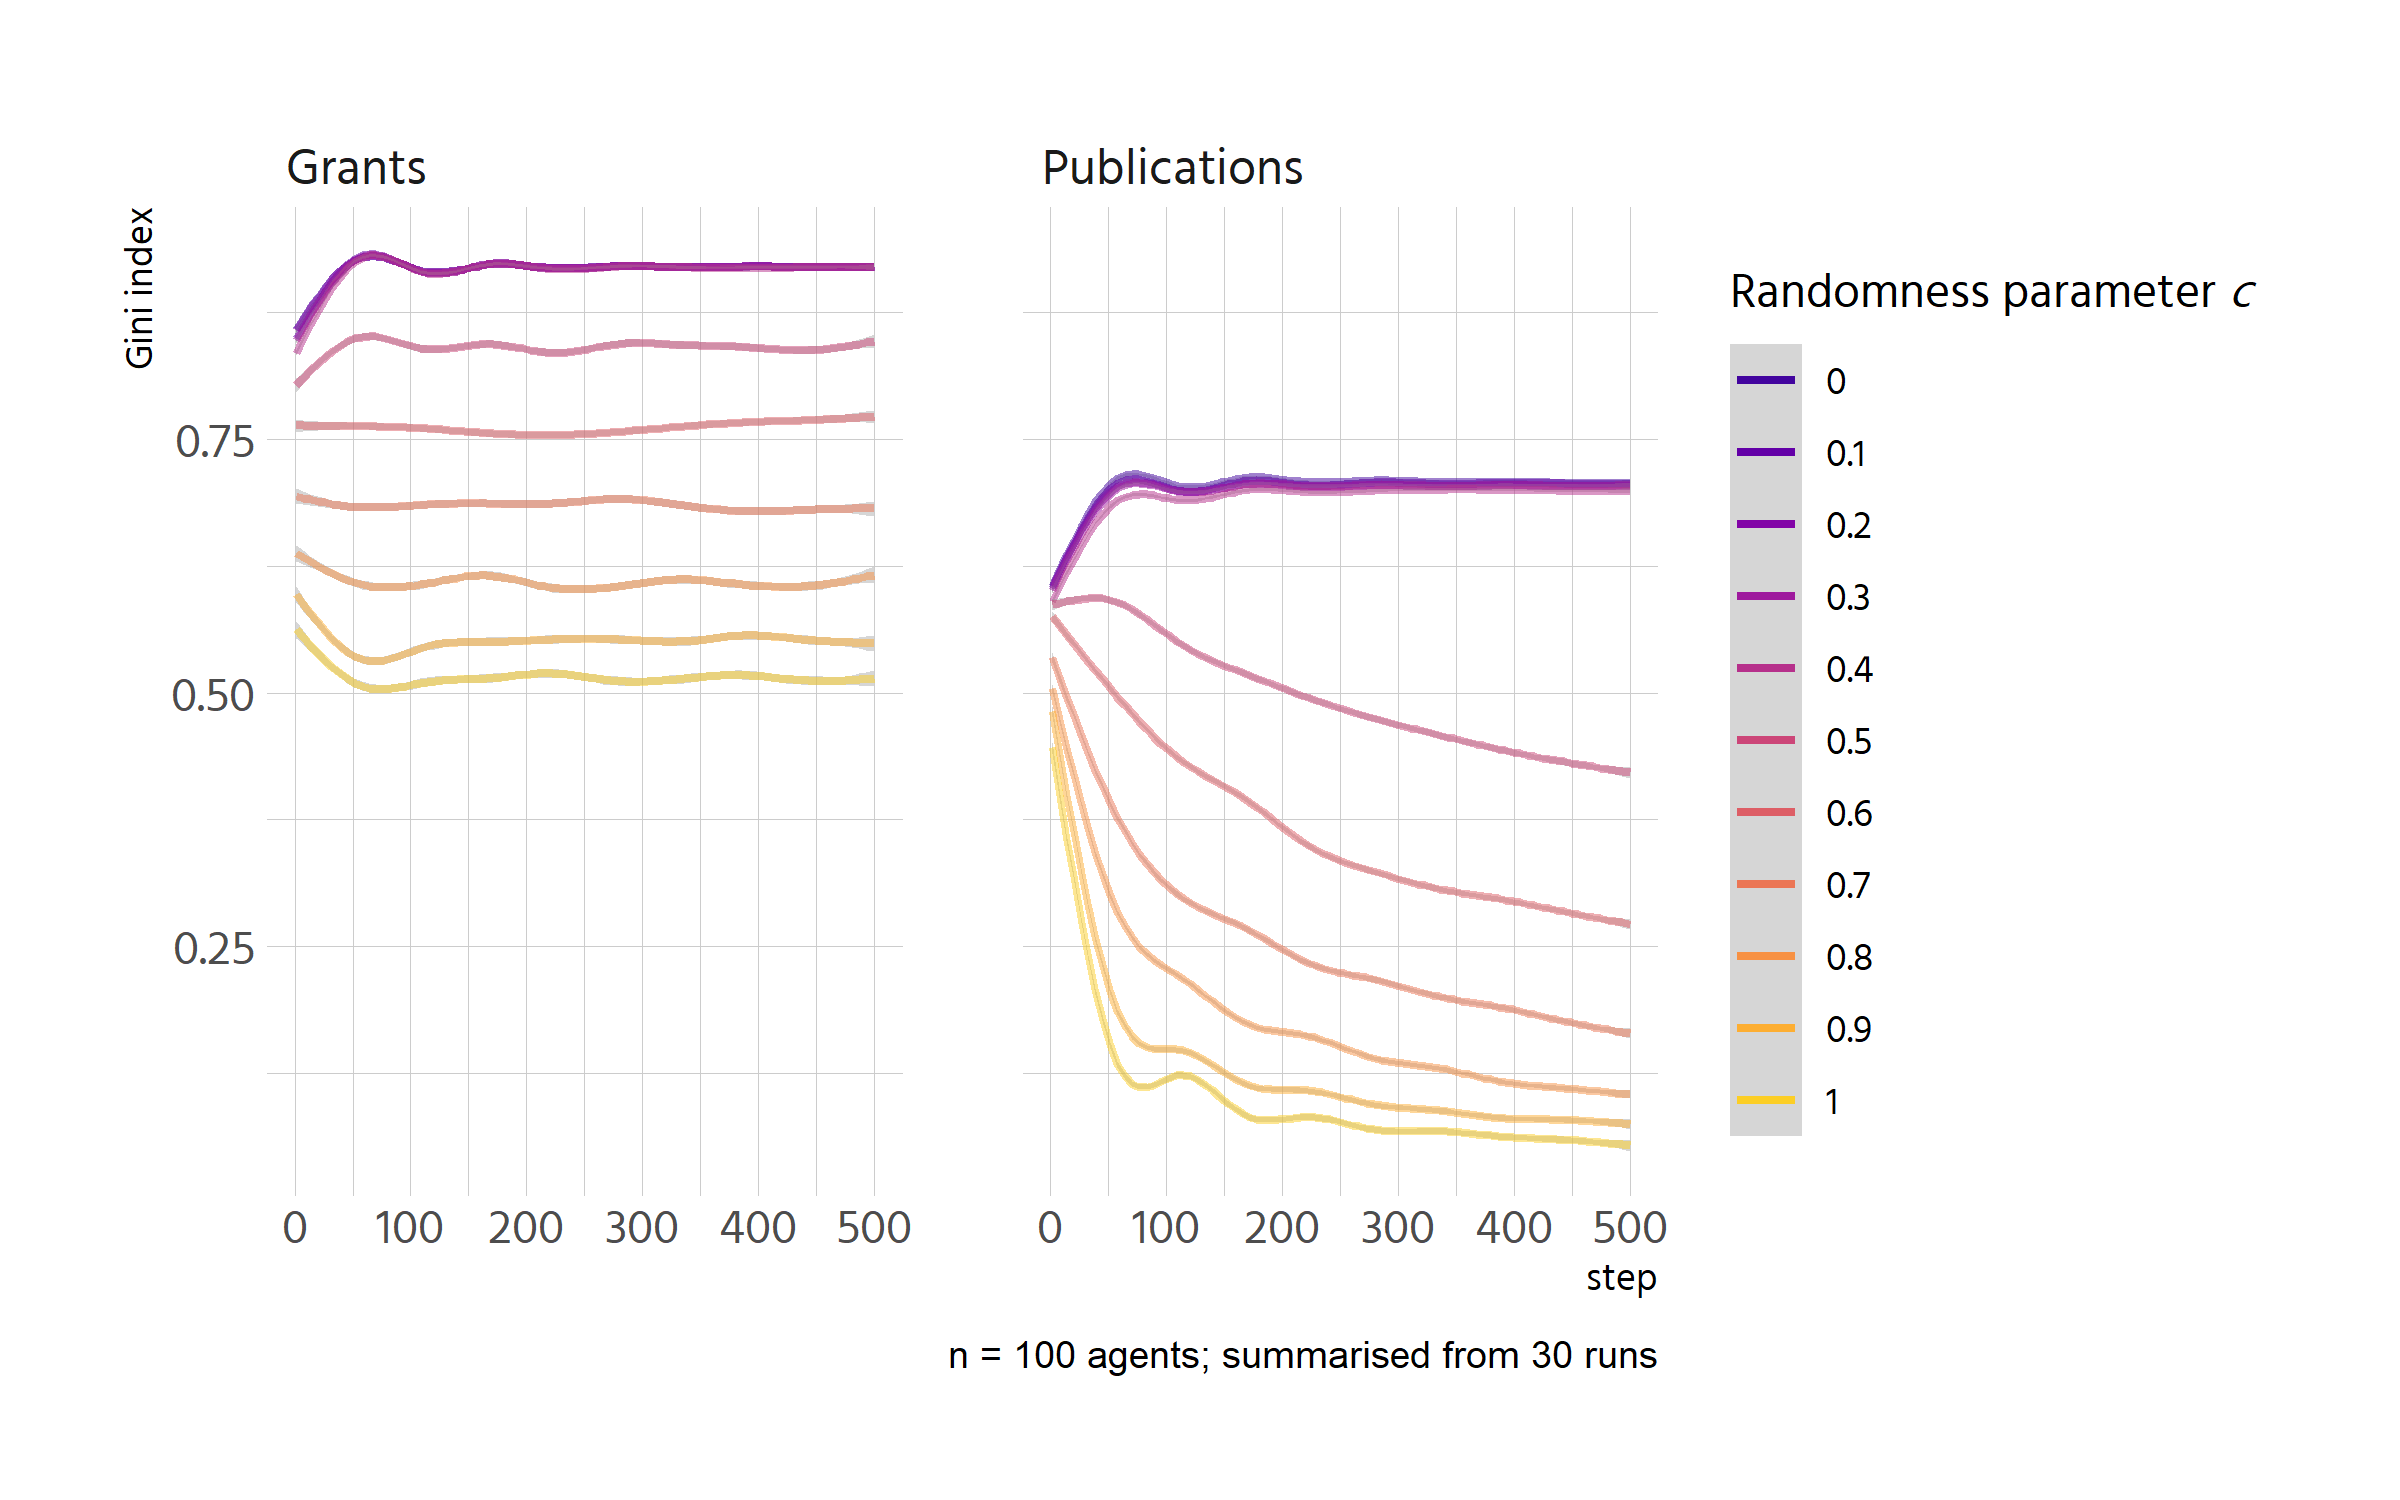 Grants
Publications
Gini index
0.75
0.50
0.25
0 100 200 300 400 500
0 100 200 300 400 500
step
n = 100 agents; summarised from 30 runs
Randomness parameter c
0
0.1
0.2
0.3
0.4
0.5
0.6
0.7
0.8
0.9
1